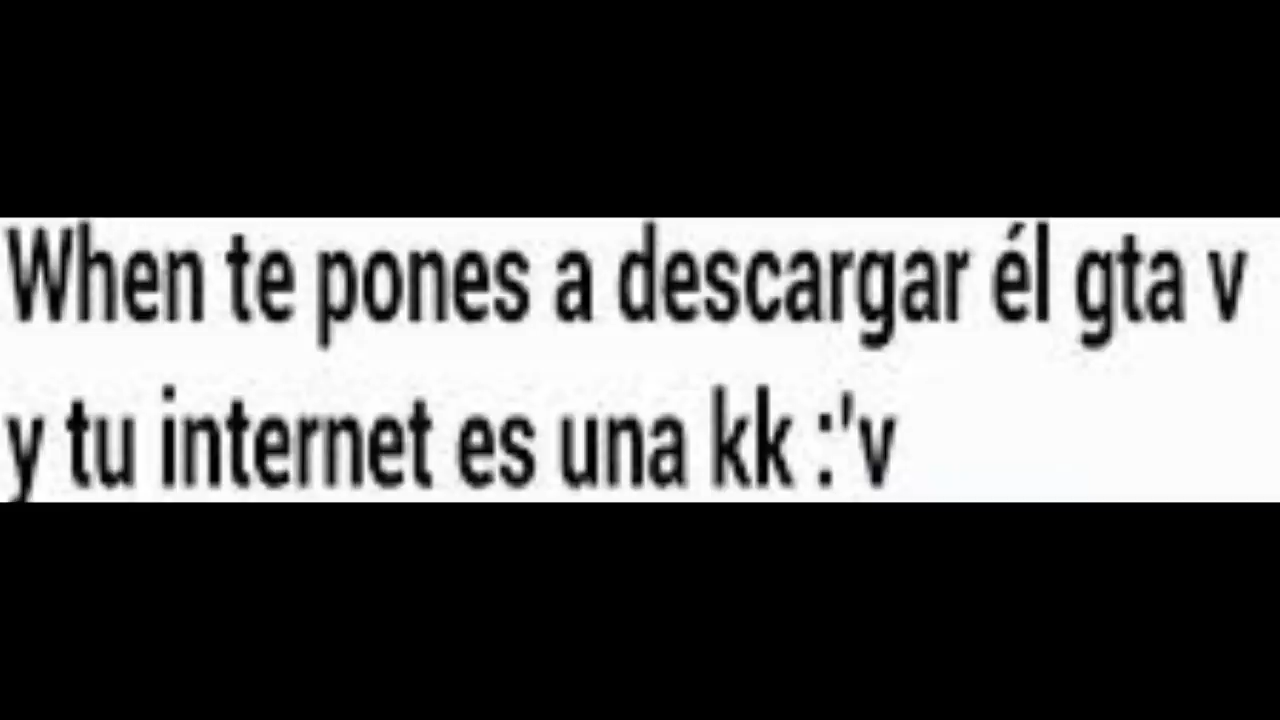 When te pones a descargar él gta v
y tu internet es una kk :'v